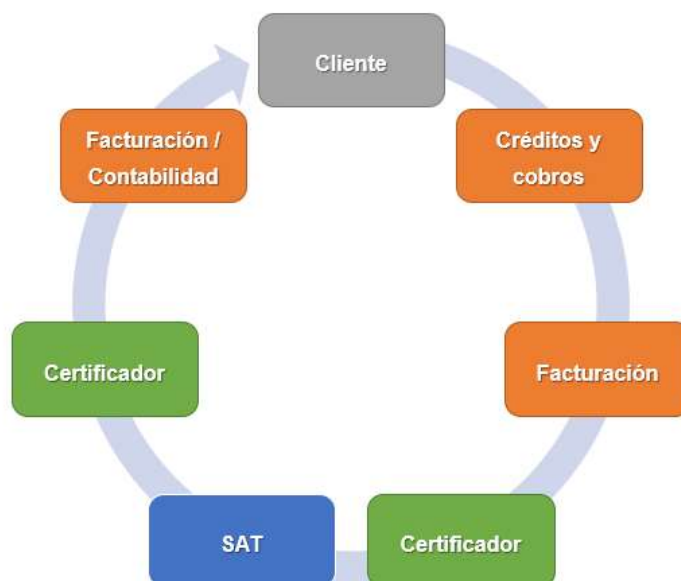 Cliente
Créditos y
cobros
Facturación
Certificador
SAT
Certificador
Facturación /
Contabilidad